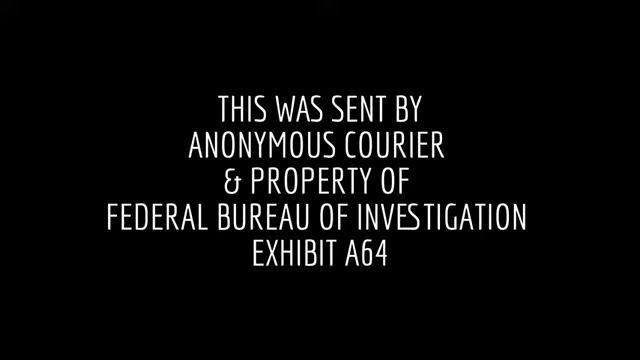 THIS WAS SENT BY
ANONYMOUS COURIER
& PROPERTY OF
FEDERAL BUREAU OF INVESTIGATION
EXHIBIT A64